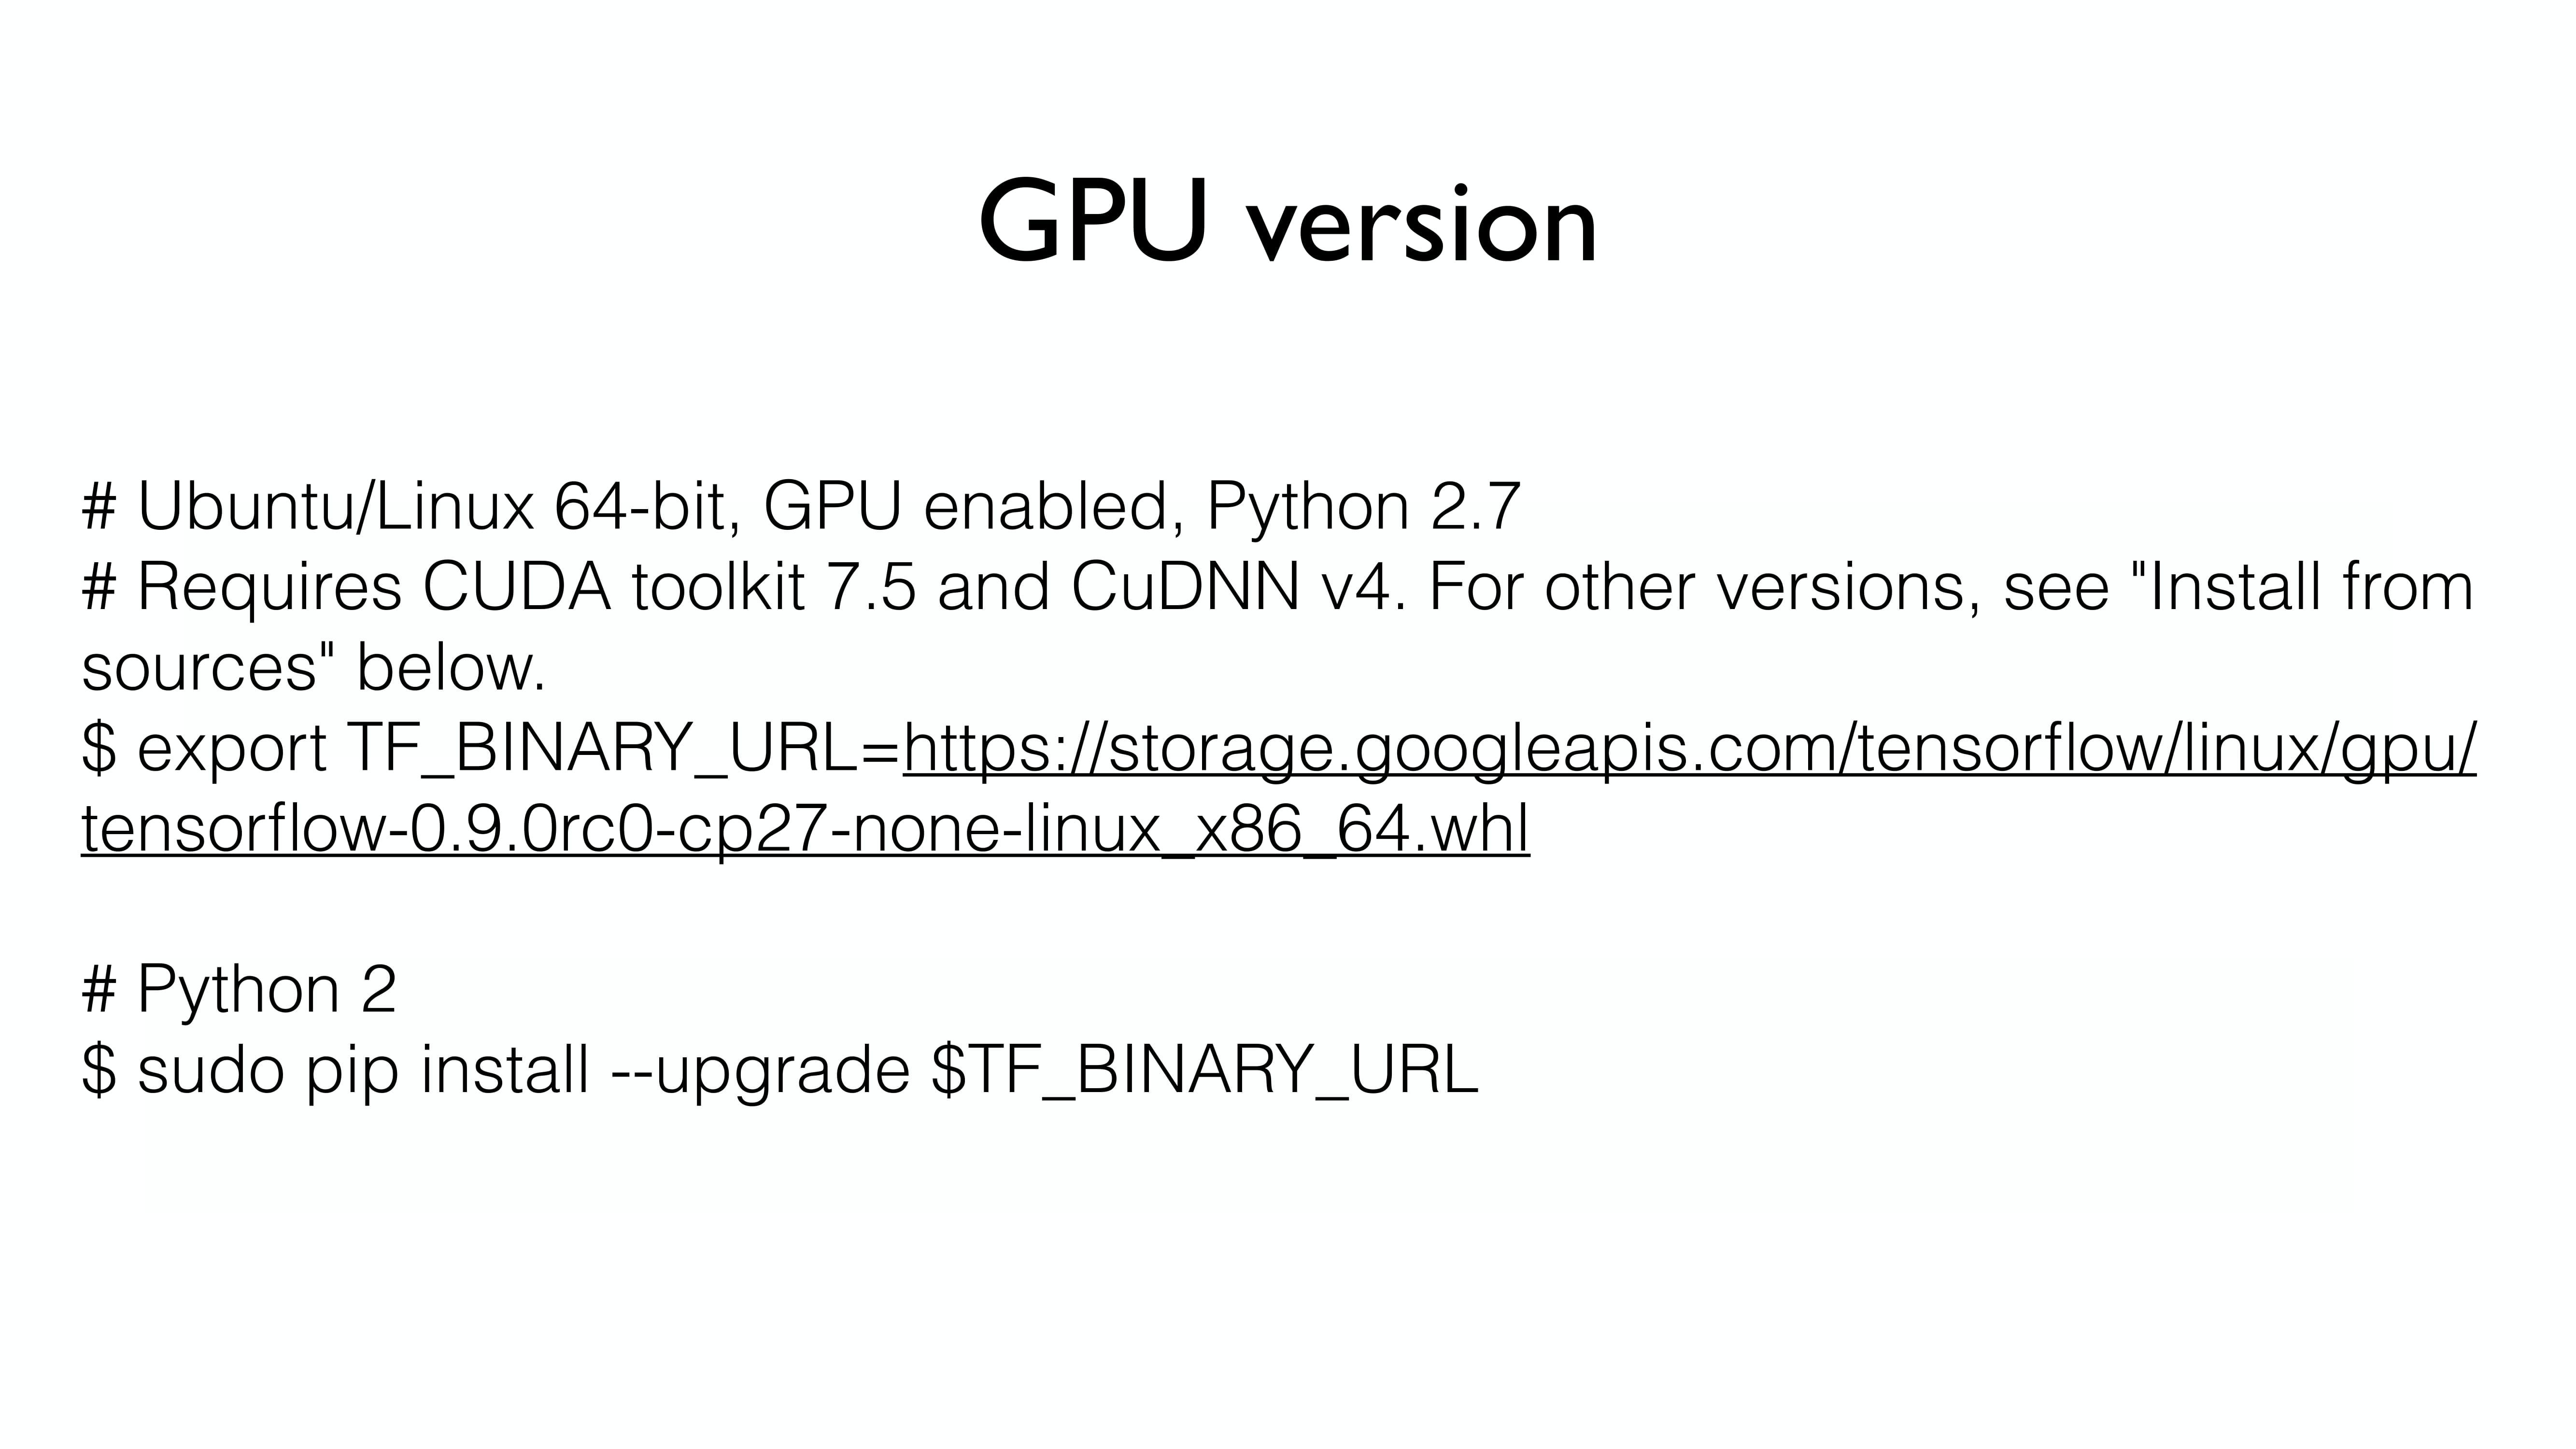 GPU version
# Ubuntu/Linux 64-bit, GPU enabled, Python 2.7
# Requires CUDA toolkit 7.5 and CuDNN v4. For other versions, see "Install from
sources" below.
$ export TF_BINARY_URL=https://storage.googleapis.com/tensorflow/linux/gpu/
tensorflow-0.9.0rc0-cp27-none-linux_x86_64.whl
# Python 2
$ sudo pip install --upgrade $TF_BINARY_URL